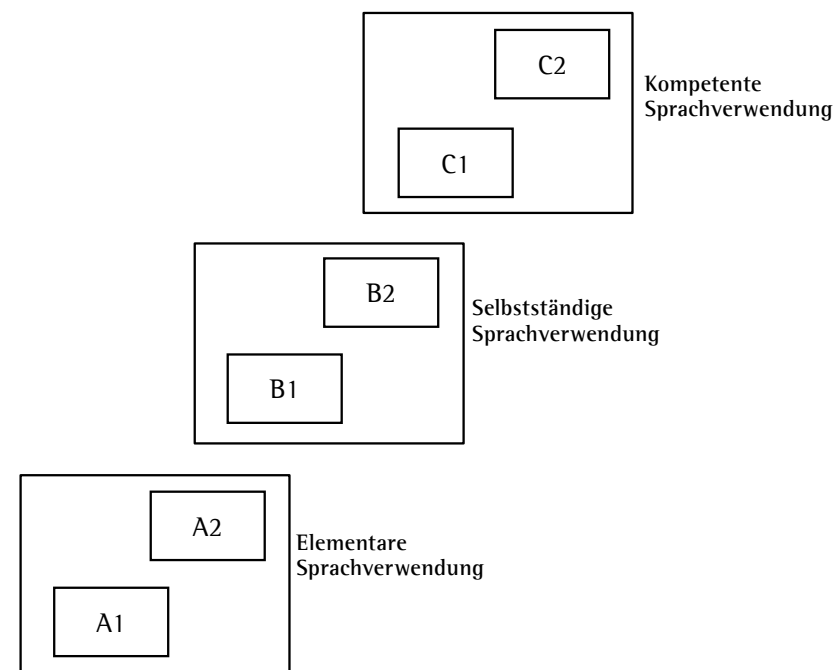 C2
Kompetente
Sprachverwendung
C1
B2
Selbstständige
Sprachverwendung
B1
A2
Elementare
Sprachverwendung
A1